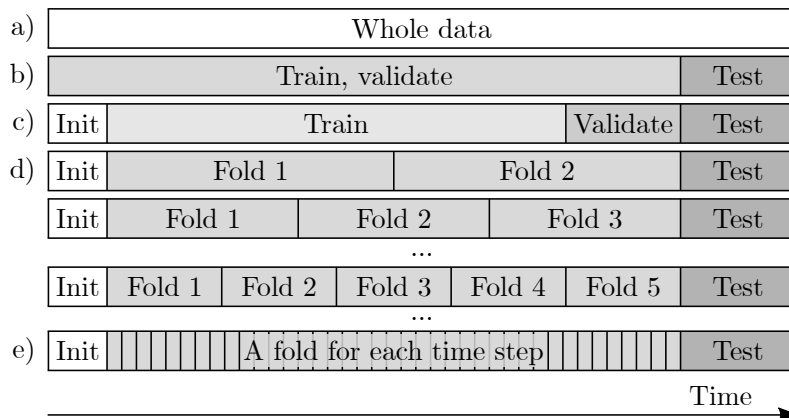 a) Whole data
b) Train, validate Test
c) Init Train Validate Test
d) Init Fold 1 Fold 2 Test
Init Fold 1 Fold 2 Fold 3 Test
...
Init Fold 1 Fold 2 Fold 3 Fold 4 Fold 5 Test
...
e) Init A fold for each time step Test
Time